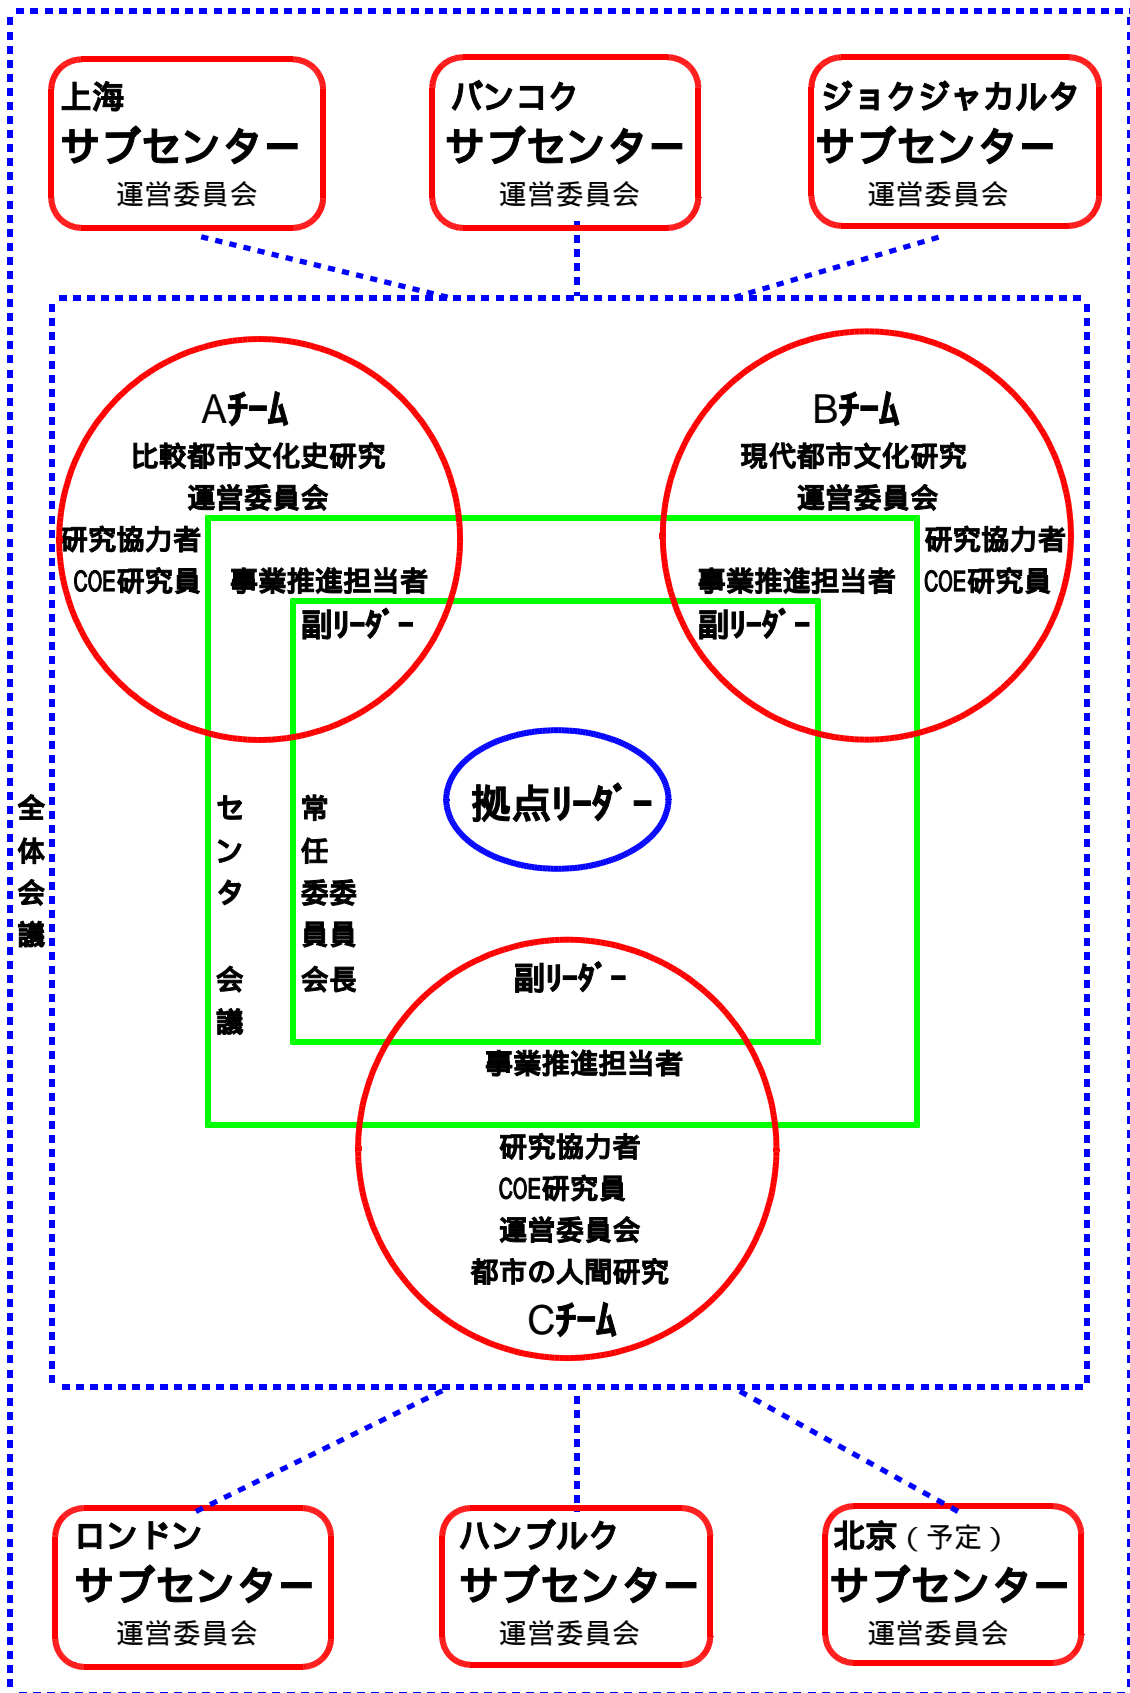 上海
サブセンター
運営委員会
バンコク
サブセンター
運営委員会
ジョクジャカルタ
サブセンター
運営委員会
Aﾁｰﾑ
比較都市文化史研究
運営委員会
研究協力者
COE研究員
事業推進担当者
副ﾘｰﾀﾞｰ
Bﾁｰﾑ
現代都市文化研究
運営委員会
研究協力者
COE研究員
事業推進担当者
副ﾘｰﾀﾞｰ
拠点ﾘｰﾀﾞｰ
全体会議
センタ 会議
常任委員会
委員長
副ﾘｰﾀﾞｰ
事業推進担当者
研究協力者
COE研究員
運営委員会
都市の人間研究
Cﾁｰﾑ
ロンドン
サブセンター
運営委員会
ハンブルク
サブセンター
運営委員会
北京（予定）
サブセンター
運営委員会